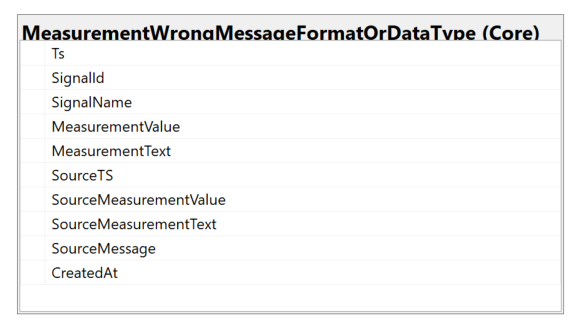 MeasurementWrongMessageFormatOrDataType (Core)
Ts
SignalId
SignalName
MeasurementValue
MeasurementText
SourceTS
SourceMeasurementValue
SourceMeasurementText
SourceMessage
CreatedAt